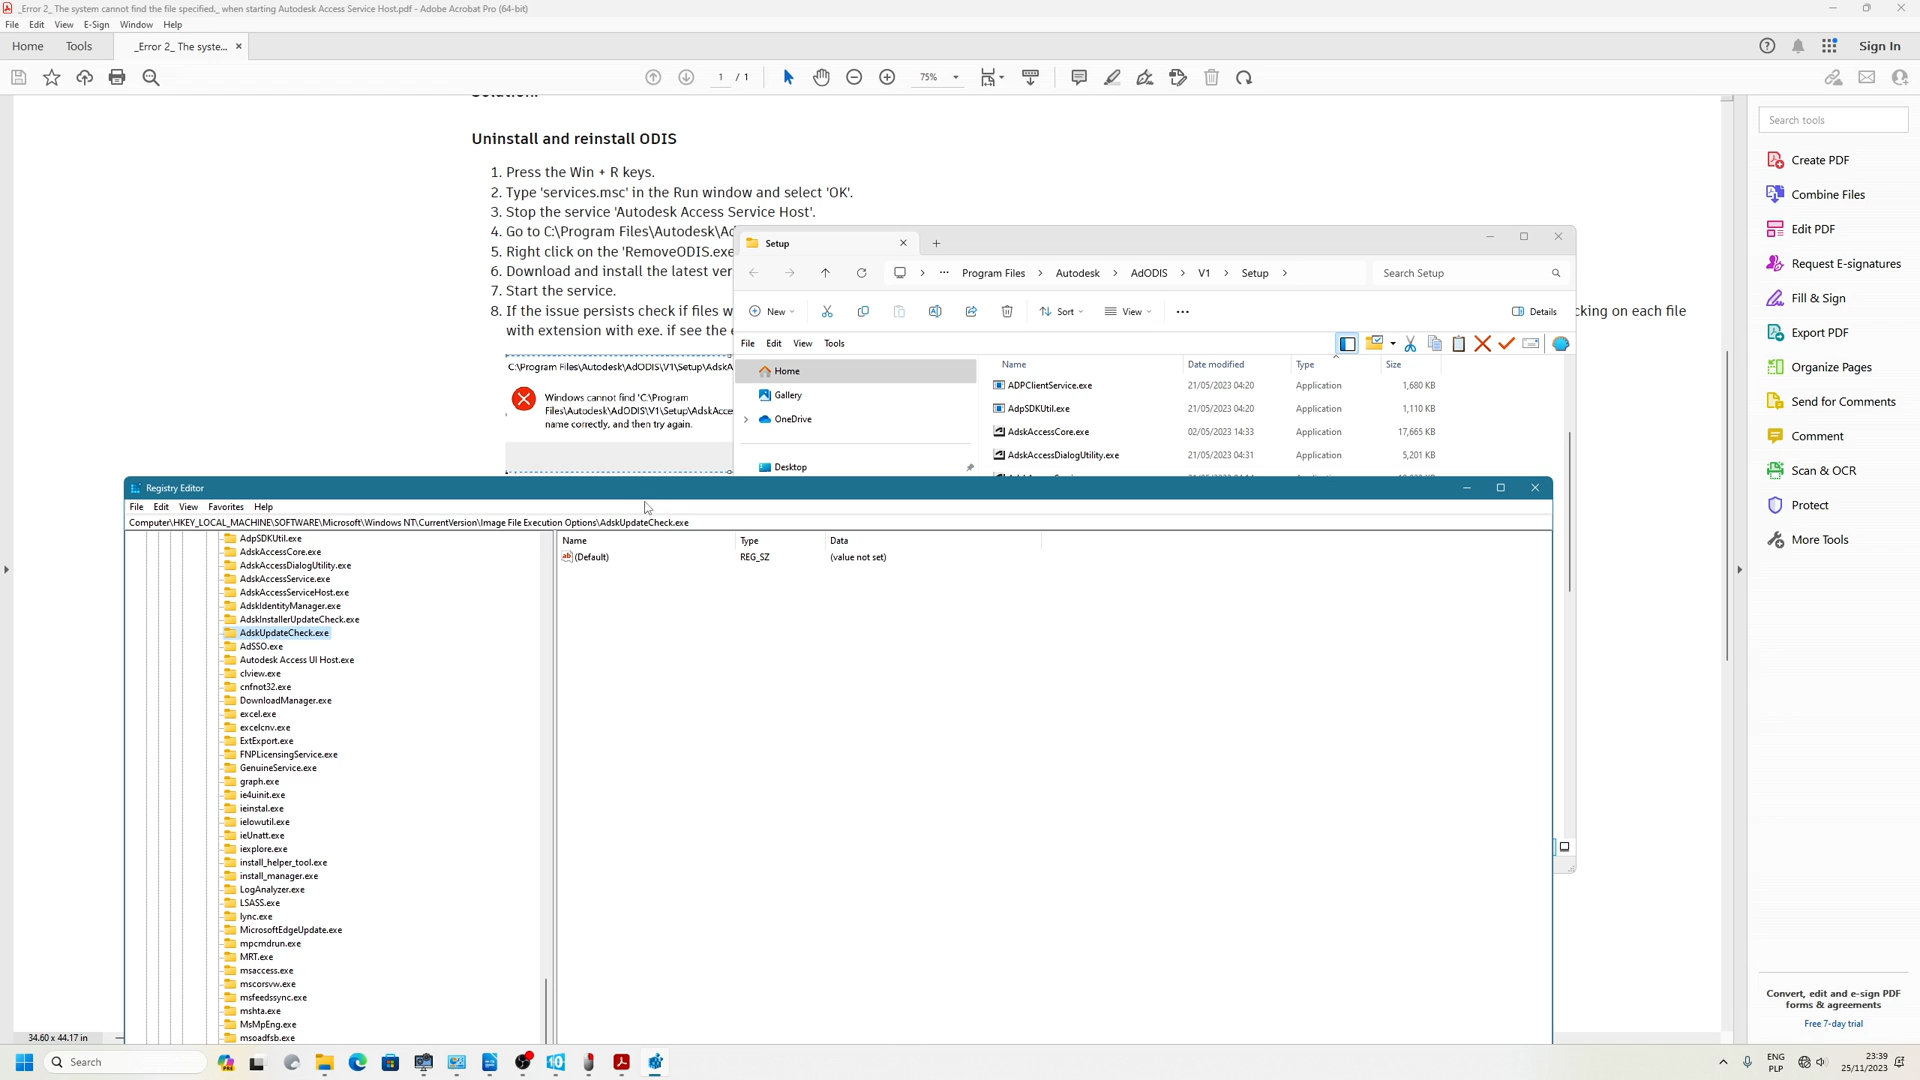 _Error 2_ The system cannot find the file specified._ when starting Autodesk Access Service Host.pdf - Adobe Acrobat Pro (64-bit)
File Edit View E-Sign Window Help
Home Tools _Error 2_ The syste... ×
Sign In
1 / 1
75%
Uninstall and reinstall ODIS
1. Press the Win + R keys.
2. Type 'services.msc' in the Run window and select 'OK'.
3. Stop the service 'Autodesk Access Service Host'.
4. Go to C:\Program Files\Autodesk\Ad
5. Right click on the 'RemoveODIS.exe
6. Download and install the latest ver
7. Start the service.
8. If the issue persists check if files w
cking on each file
with extension with exe. if see the e
C:\Program Files\Autodesk\AdODIS\V1\Setup\AdskA
Windows cannot find 'C:\Program
Files\Autodesk\AdODIS\V1\Setup\AdskAcce
name correctly, and then try again.
Setup
Program Files > Autodesk > AdODIS > V1 > Setup >
Search Setup
New
Sort
View
Details
File Edit View Tools
Home
Gallery
OneDrive
Desktop
Name Date modified Type Size
ADPClientService.exe 21/05/2023 04:20 Application 1,680 KB
AdpSDKUtil.exe 21/05/2023 04:20 Application 1,110 KB
AdskAccessCore.exe 02/05/2023 14:33 Application 17,665 KB
AdskAccessDialogUtility.exe 21/05/2023 04:31 Application 5,201 KB
Registry Editor
File Edit View Favorites Help
Computer\HKEY_LOCAL_MACHINE\SOFTWARE\Microsoft\Windows NT\CurrentVersion\Image File Execution Options\AdskUpdateCheck.exe
AdpSDKUtil.exe
AdskAccessCore.exe
AdskAccessDialogUtility.exe
AdskAccessService.exe
AdskAccessServiceHost.exe
AdskIdentityManager.exe
AdskInstallerUpdateCheck.exe
AdskUpdateCheck.exe
AdSSO.exe
Autodesk Access UI Host.exe
clview.exe
cnfnot32.exe
DownloadManager.exe
excel.exe
excelcnv.exe
ExtExport.exe
FNPLicensingService.exe
GenuineService.exe
graph.exe
ie4uinit.exe
ieinstal.exe
ielowutil.exe
ieUnatt.exe
iexplore.exe
install_helper_tool.exe
install_manager.exe
LogAnalyzer.exe
LSASS.exe
lync.exe
MicrosoftEdgeUpdate.exe
mpcmdrun.exe
MRT.exe
msaccess.exe
mscorsvw.exe
msfeedssync.exe
mshta.exe
MsMpEng.exe
msoadfsb.exe
Name Type Data
(Default) REG_SZ (value not set)
Search tools
Create PDF
Combine Files
Edit PDF
Request E-signatures
Fill & Sign
Export PDF
Organize Pages
Send for Comments
Comment
Scan & OCR
Protect
More Tools
Convert, edit and e-sign PDF
forms & agreements
Free 7-day trial
34.60 x 44.17 in
Search
ENG
PLP
23:39
25/11/2023